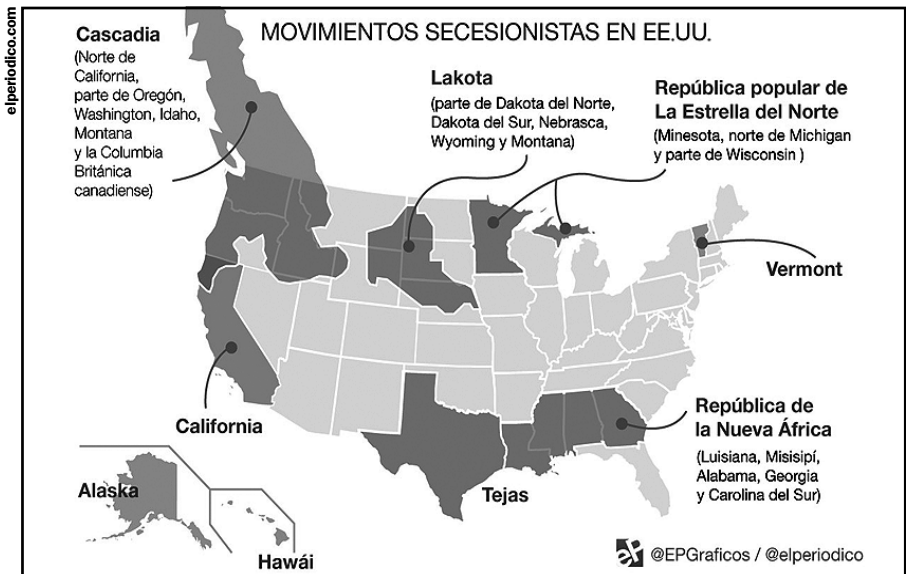 elperiodico.com
MOVIMIENTOS SECESIONISTAS EN EE.UU.
Cascadia
(Norte de
California,
parte de Oregón,
Washington, Idaho,
Montana
y la Columbia
Británica
canadiense)
Lakota
(parte de Dakota del Norte,
Dakota del Sur, Nebrasca,
Wyoming y Montana)
República popular de
La Estrella del Norte
(Minesota, norte de Michigan
y parte de Wisconsin )
Vermont
California
República de
la Nueva África
(Luisiana, Misisipí,
Alabama, Georgia
y Carolina del Sur)
Tejas
Alaska
Hawái
eP @EPGraficos / @elperiodico